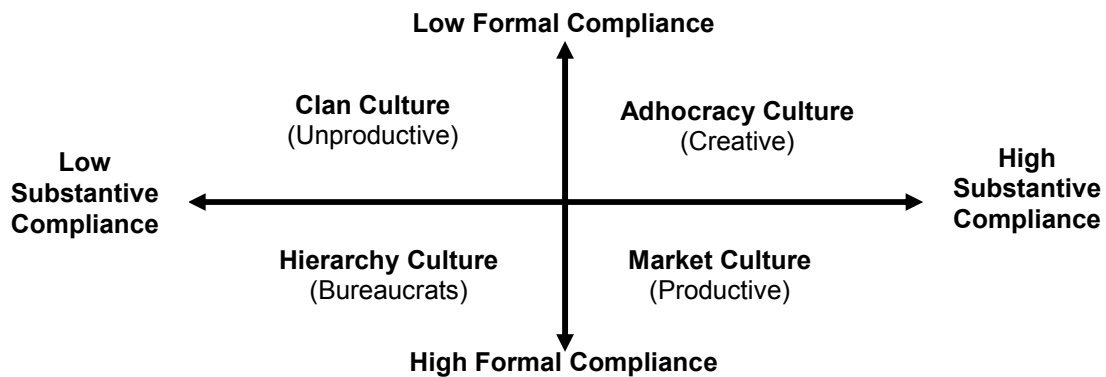 Low Formal Compliance
Clan Culture
(Unproductive)
Adhocracy Culture
(Creative)
Low
Substantive
Compliance
High
Substantive
Compliance
Hierarchy Culture
(Bureaucrats)
Market Culture
(Productive)
High Formal Compliance